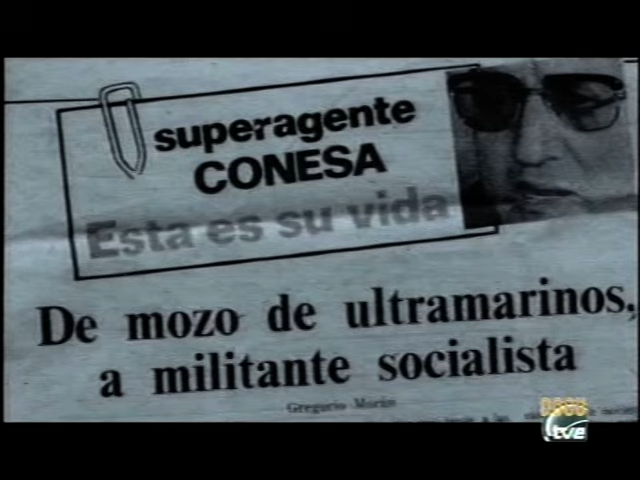 superagente
CONESA
Esta es su vida
De mozo de ultramarinos,
a militante socialista
Gregorio Morán
tve